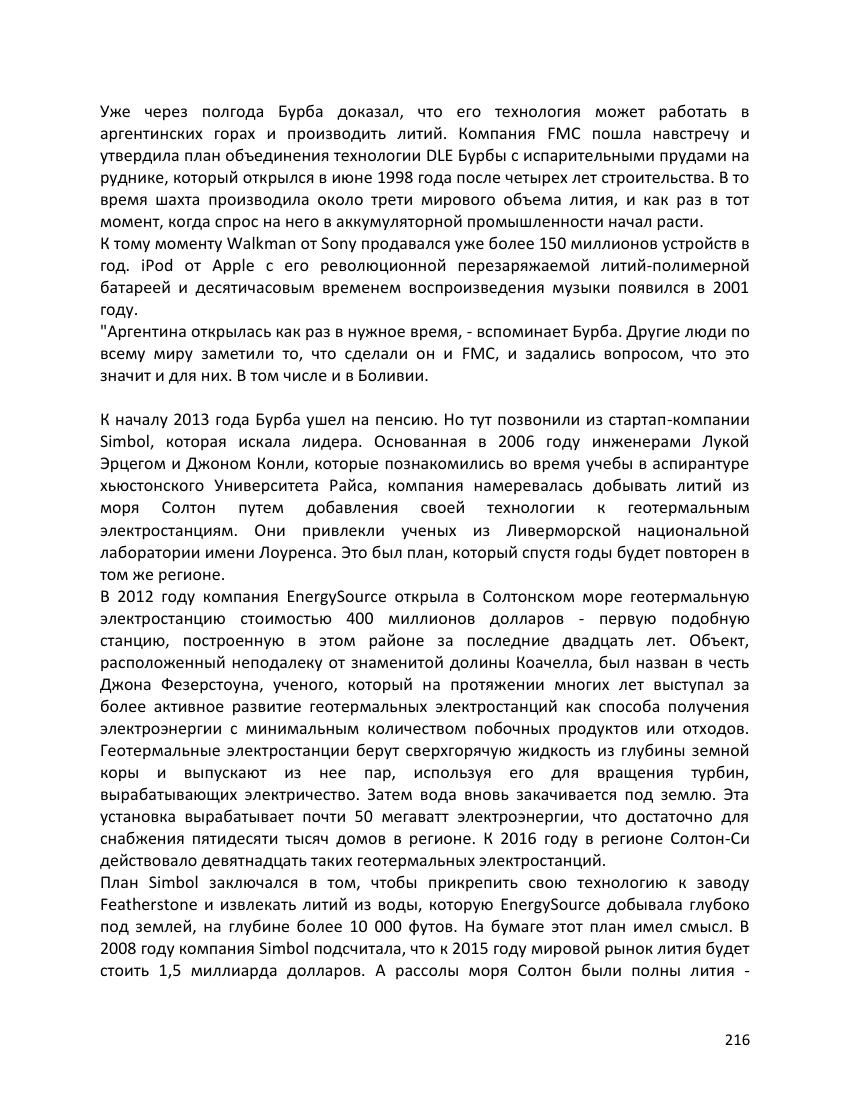 Уже через полгода Бурба доказал, что его технология может работать в
аргентинских горах и производить литий. Компания FMC пошла навстречу и
утвердила план объединения технологии DLE Бурбы с испарительными прудами на
руднике, который открылся в июне 1998 года после четырех лет строительства. В то
время шахта производила около трети мирового объема лития, и как раз в тот
момент, когда спрос на него в аккумуляторной промышленности начал расти.
К тому моменту Walkman от Sony продавался уже более 150 миллионов устройств в
год. iPod от Apple с его революционной перезаряжаемой литий-полимерной
батареей и десятичасовым временем воспроизведения музыки появился в 2001
году.
"Аргентина открылась как раз в нужное время, - вспоминает Бурба. Другие люди по
всему миру заметили то, что сделали он и FMC, и задались вопросом, что это
значит и для них. В том числе и в Боливии.
К началу 2013 года Бурба ушел на пенсию. Но тут позвонили из стартап-компании
Simbol, которая искала лидера. Основанная в 2006 году инженерами Лукой
Эрцегом и Джоном Конли, которые познакомились во время учебы в аспирантуре
хьюстонского Университета Райса, компания намеревалась добывать литий из
моря Солтон путем добавления своей технологии к геотермальным
электростанциям. Они привлекли ученых из Ливерморской национальной
лаборатории имени Лоуренса. Это был план, который спустя годы будет повторен в
том же регионе.
В 2012 году компания EnergySource открыла в Солтонском море геотермальную
электростанцию стоимостью 400 миллионов долларов - первую подобную
станцию, построенную в этом районе за последние двадцать лет. Объект,
расположенный неподалеку от знаменитой долины Коачелла, был назван в честь
Джона Фезерстоуна, ученого, который на протяжении многих лет выступал за
более активное развитие геотермальных электростанций как способа получения
электроэнергии с минимальным количеством побочных продуктов или отходов.
Геотермальные электростанции берут сверхгорячую жидкость из глубины земной
коры и выпускают из нее пар, используя его для вращения турбин,
вырабатывающих электричество. Затем вода вновь закачивается под землю. Эта
установка вырабатывает почти 50 мегаватт электроэнергии, что достаточно для
снабжения пятидесяти тысяч домов в регионе. К 2016 году в регионе Солтон-Си
действовало девятнадцать таких геотермальных электростанций.
План Simbol заключался в том, чтобы прикрепить свою технологию к заводу
Featherstone и извлекать литий из воды, которую EnergySource добывала глубоко
под землей, на глубине более 10 000 футов. На бумаге этот план имел смысл. В
2008 году компания Simbol подсчитала, что к 2015 году мировой рынок лития будет
стоить 1,5 миллиарда долларов. А рассолы моря Солтон были полны лития -
216